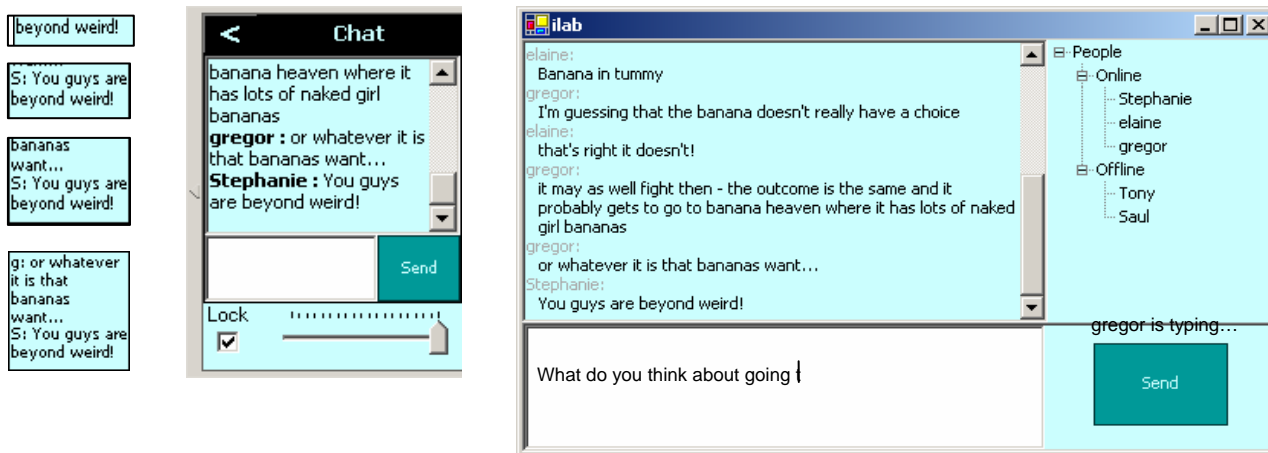 beyond weird!
S: You guys are
beyond weird!
bananas
want...
S: You guys are
beyond weird!
g: or whatever
it is that
bananas
want...
S: You guys are
beyond weird!
< Chat
banana heaven where it
has lots of naked girl
bananas
gregor : or whatever it is
that bananas want...
Stephanie : You guys
are beyond weird!
Send
Lock
ilab
elaine:
Banana in tummy
gregor:
I'm guessing that the banana doesn't really have a choice
elaine:
that's right it doesn't!
gregor:
it may as well fight then - the outcome is the same and it
probably gets to go to banana heaven where it has lots of naked
girl bananas
gregor:
or whatever it is that bananas want...
Stephanie:
You guys are beyond weird!
People
Online
Stephanie
elaine
gregor
Offline
Tony
Saul
gregor is typing...
What do you think about going t
Send